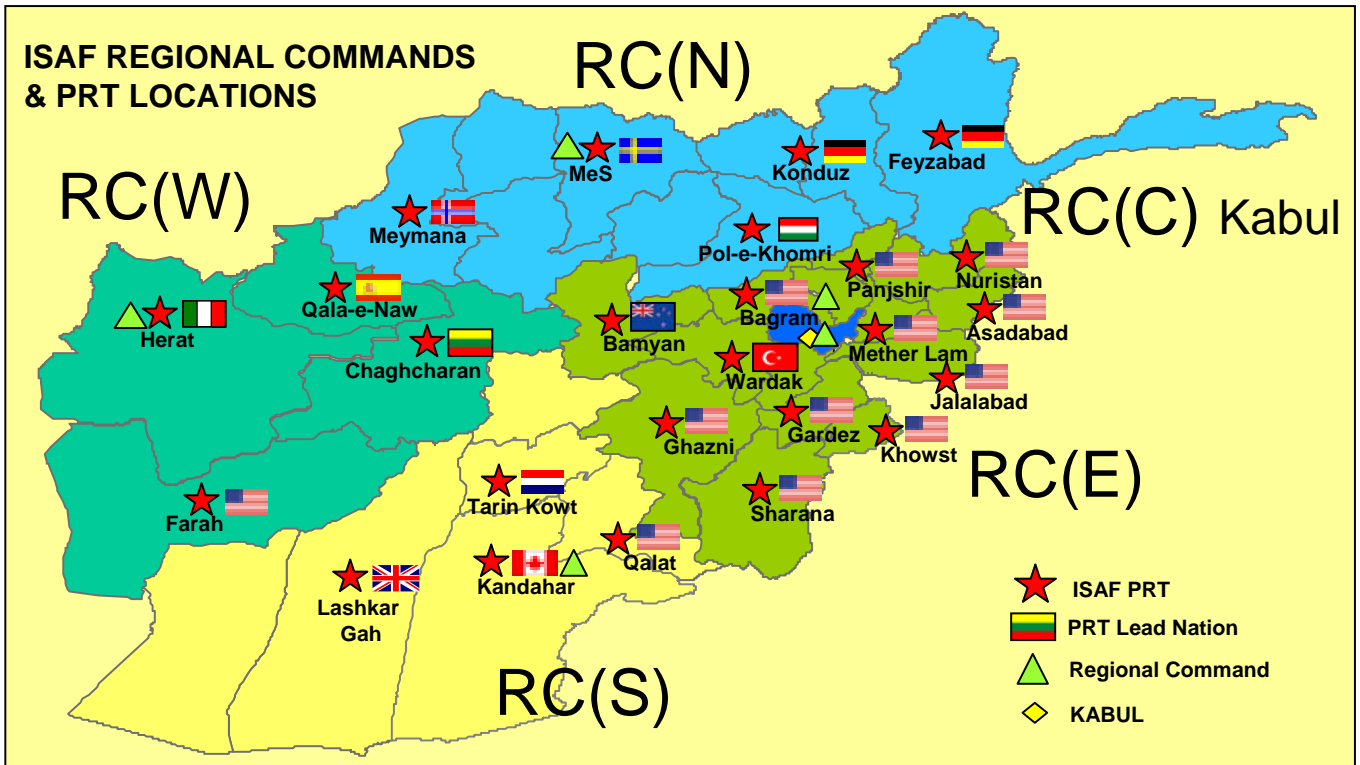 ISAF REGIONAL COMMANDS
& PRT LOCATIONS
RC(N)
RC(W)
RC(C) Kabul
RC(E)
RC(S)
MeS
Konduz
Feyzabad
Meymana
Pol-e-Khomri
Panjshir
Nuristan
Qala-e-Naw
Herat
Chaghcharan
Bamyan
Bagram
Asadabad
Mether Lam
Wardak
Jalalabad
Ghazni
Gardez
Khowst
Farah
Tarin Kowt
Sharana
Qalat
Kandahar
Lashkar
Gah
ISAF PRT
PRT Lead Nation
Regional Command
KABUL